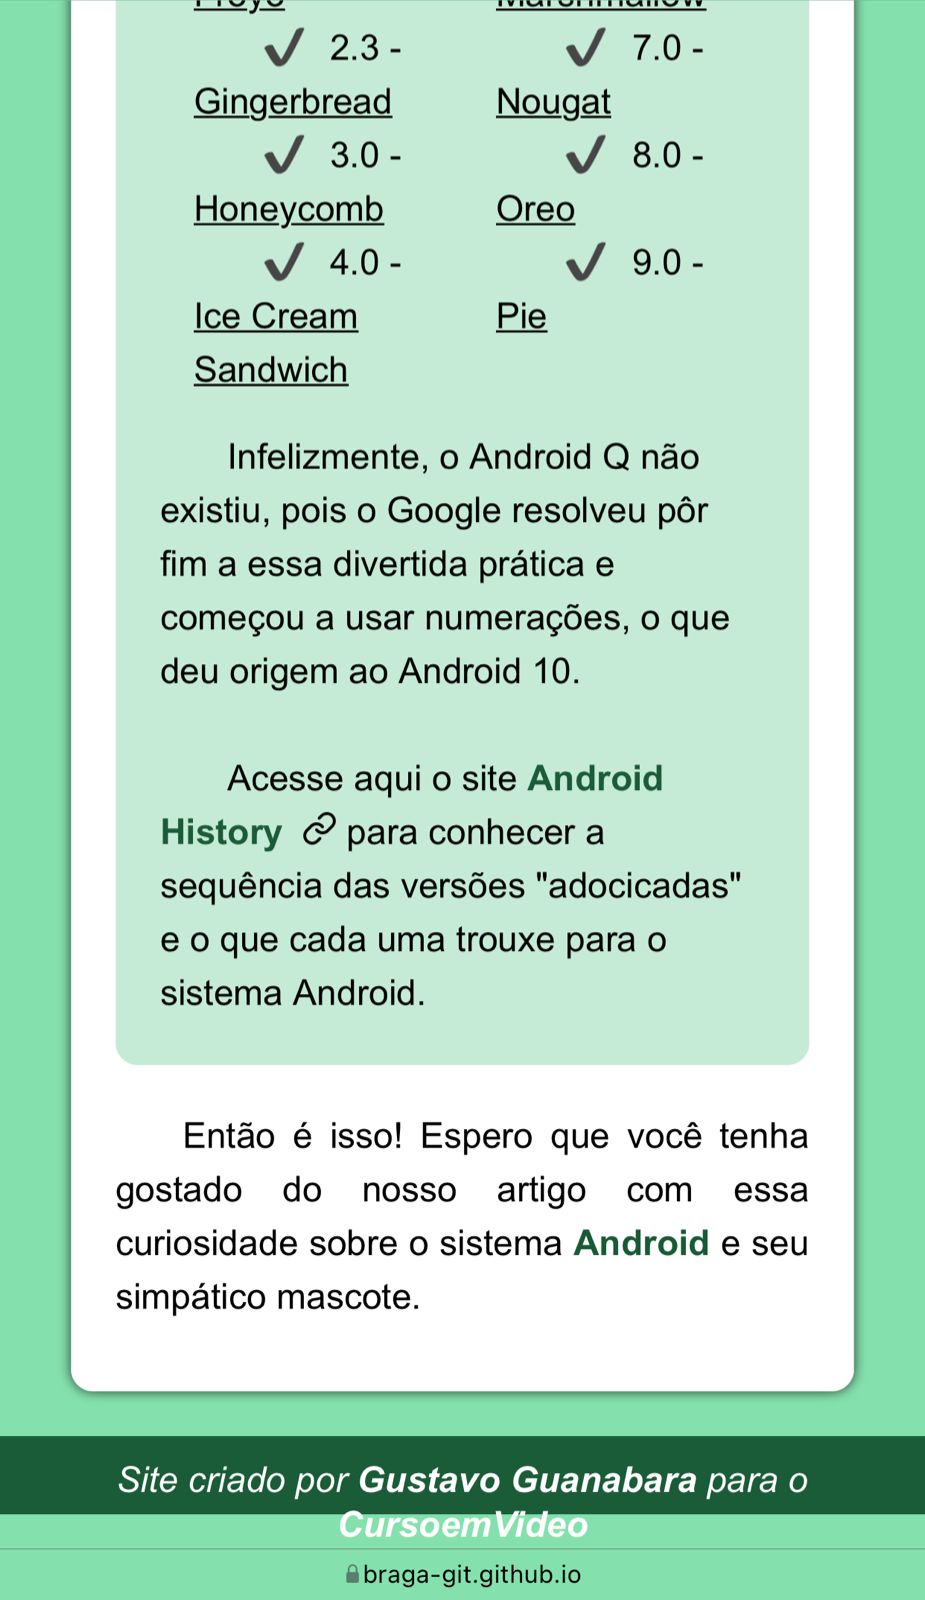 Froyo
✔ 2.3 -
Gingerbread
✔ 3.0 -
Honeycomb
✔ 4.0 -
Ice Cream
Sandwich
Marshmallow
✔ 7.0 -
Nougat
✔ 8.0 -
Oreo
✔ 9.0 -
Pie
Infelizmente, o Android Q não
existiu, pois o Google resolveu pôr
fim a essa divertida prática e
começou a usar numerações, o que
deu origem ao Android 10.
Acesse aqui o site Android
History para conhecer a
sequência das versões "adocicadas"
e o que cada uma trouxe para o
sistema Android.
Então é isso! Espero que você tenha
gostado do nosso artigo com essa
curiosidade sobre o sistema Android e seu
simpático mascote.
Site criado por Gustavo Guanabara para o
CursoemVideo
braga-git.github.io